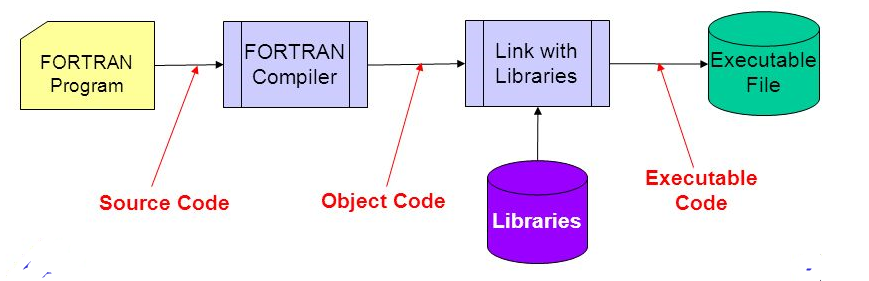 FORTRAN
Program
FORTRAN
Compiler
Link with
Libraries
Executable
File
Source Code
Object Code
Libraries
Executable
Code